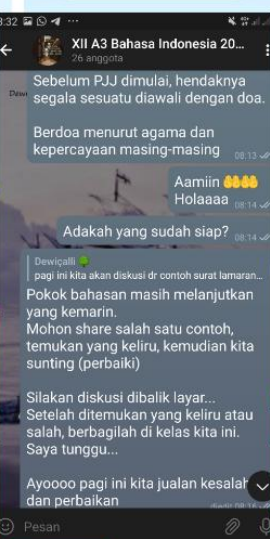 3:32
XII A3 Bahasa Indonesia 20...
26 anggota
Sebelum PJJ dimulai, hendaknya
segala sesuatu diawali dengan doa.
Berdoa menurut agama dan
kepercayaan masing-masing 08:13
Aamiin 🤲🤲🤲🤲
Holaaaa 08:14
Adakah yang sudah siap? 08:14
Dewiçalli 🌳
pagi ini kita akan diskusi dr contoh surat lamaran...
Pokok bahasan masih melanjutkan
yang kemarin.
Mohon share salah satu contoh,
temukan yang keliru, kemudian kita
sunting (perbaiki)
Silakan diskusi dibalik layar...
Setelah ditemukan yang keliru atau
salah, berbagilah di kelas kita ini.
Saya tunggu...
Ayoooo pagi ini kita jualan kesalah
dan perbaikan
Pesan